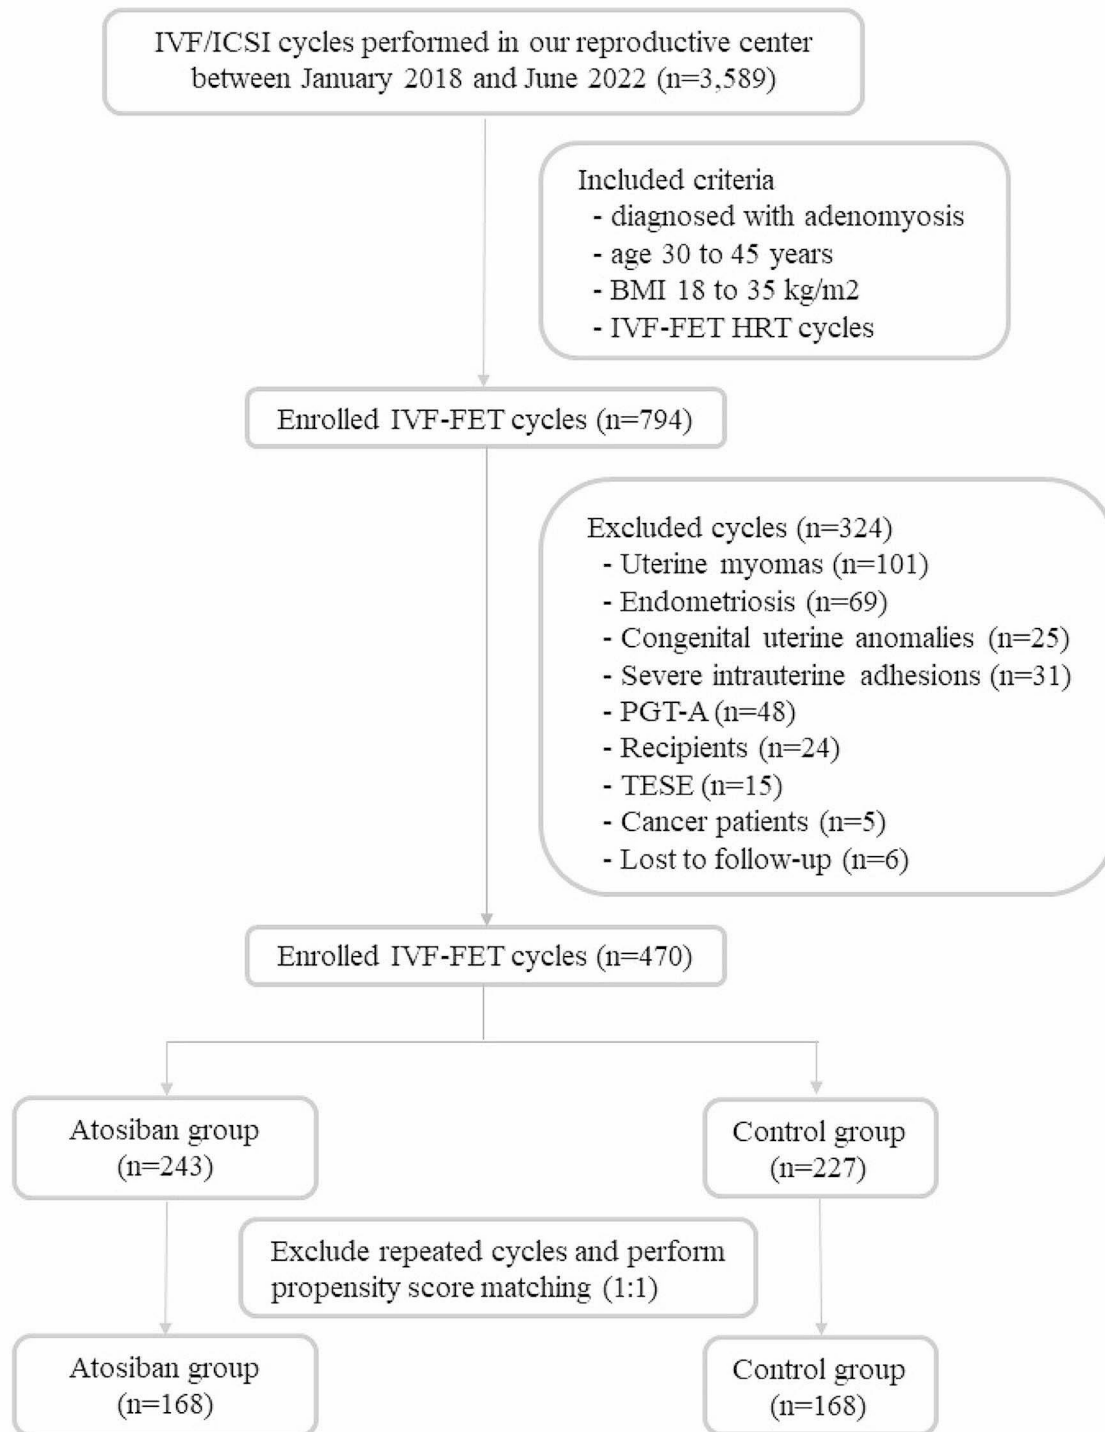 IVF/ICSI cycles performed in our reproductive center
between January 2018 and June 2022 (n=3,589)
Included criteria
- diagnosed with adenomyosis
- age 30 to 45 years
- BMI 18 to 35 kg/m2
- IVF-FET HRT cycles
Enrolled IVF-FET cycles (n=794)
Excluded cycles (n=324)
- Uterine myomas (n=101)
- Endometriosis (n=69)
- Congenital uterine anomalies (n=25)
- Severe intrauterine adhesions (n=31)
- PGT-A (n=48)
- Recipients (n=24)
- TESE (n=15)
- Cancer patients (n=5)
- Lost to follow-up (n=6)
Enrolled IVF-FET cycles (n=470)
Atosiban group
(n=243)
Control group
(n=227)
Exclude repeated cycles and perform
propensity score matching (1:1)
Atosiban group
(n=168)
Control group
(n=168)